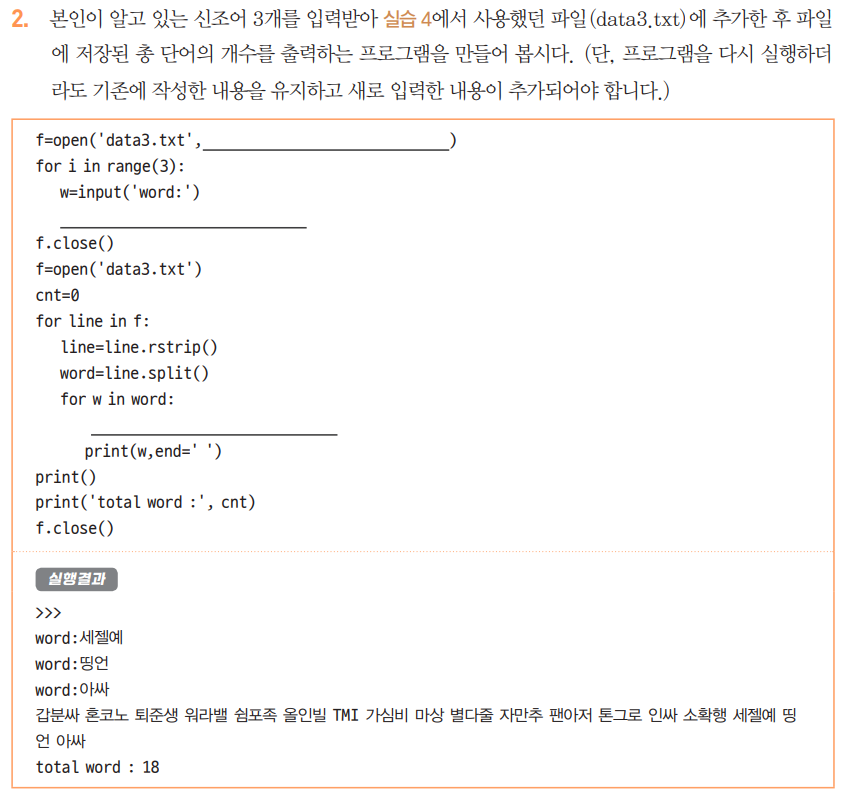 2. 본인이 알고 있는 신조어 3개를 입력받아 실습 4에서 사용했던 파일(data3.txt)에 추가한 후 파일
에 저장된 총 단어의 개수를 출력하는 프로그램을 만들어 봅시다. (단, 프로그램을 다시 실행하더
라도 기존에 작성한 내용을 유지하고 새로 입력한 내용이 추가되어야 합니다.)
f=open('data3.txt',____________________)
for i in range(3):
w=input('word:')
____________________
f.close()
f=open('data3.txt')
cnt=0
for line in f:
line=line.rstrip()
word=line.split()
for w in word:
____________________
print(w,end=' ')
print()
print('total word :', cnt)
f.close()
실행결과
>>>
word:세젤예
word:띵언
word:아싸
갑분싸 혼코노 퇴준생 워라밸 쉼포족 올인빌 TMI 가심비 마상 별다줄 자만추 팬아저 톤그로 인싸 소확행 세젤예 띵
언 아싸
total word : 18